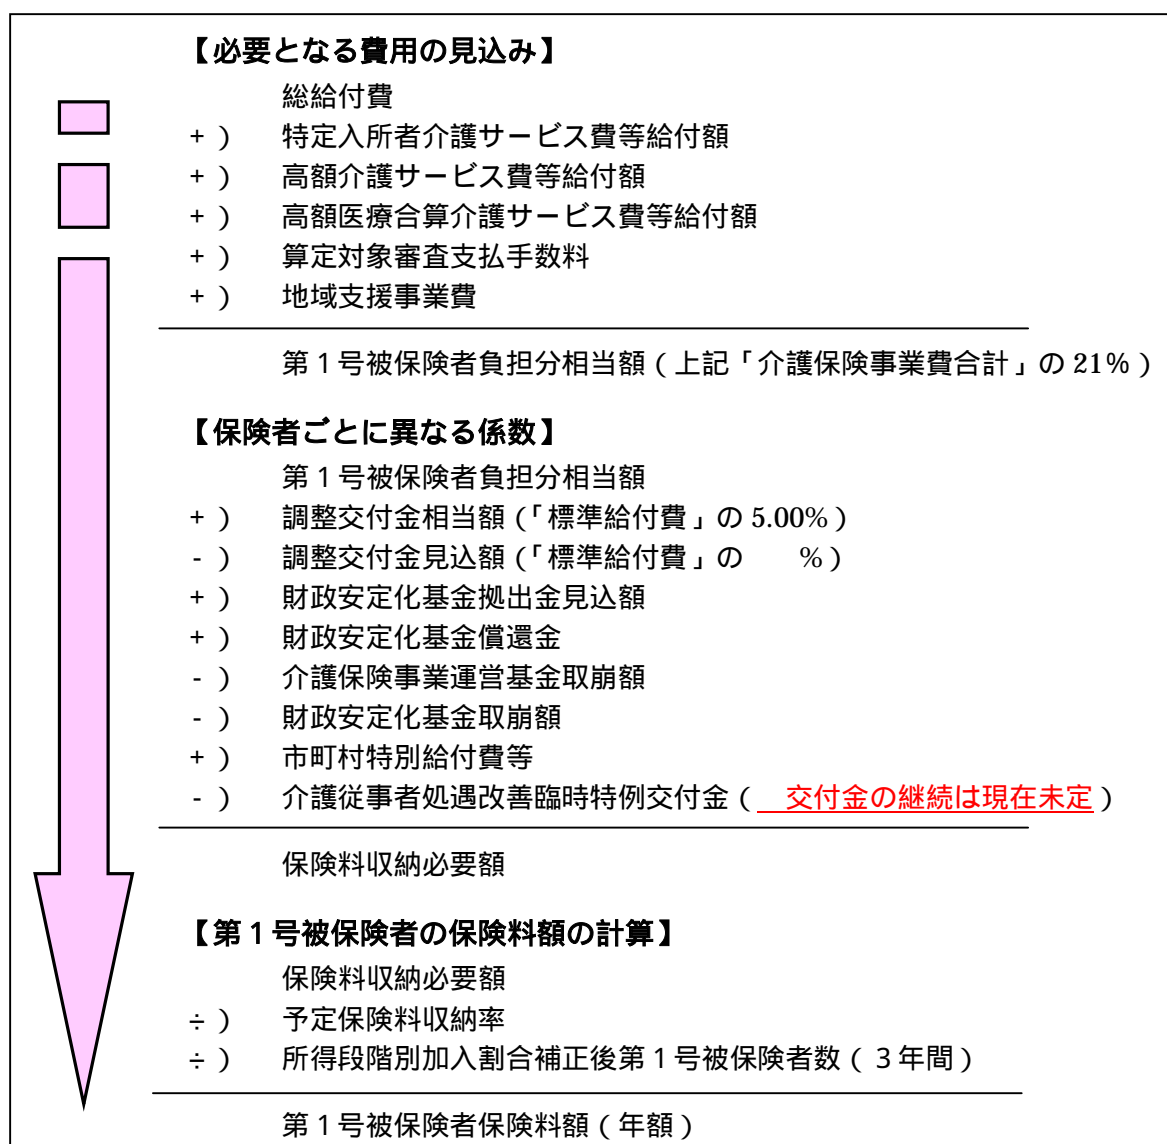 【必要となる費用の見込み】
総給付費
+ ) 特定入所者介護サービス費等給付額
+ ) 高額介護サービス費等給付額
+ ) 高額医療合算介護サービス費等給付額
+ ) 算定対象審査支払手数料
+ ) 地域支援事業費
第1号被保険者負担分相当額(上記「介護保険事業費合計」の 21%)
【保険者ごとに異なる係数】
第1号被保険者負担分相当額
+ ) 調整交付金相当額(「標準給付費」の 5.00%)
- ) 調整交付金見込額(「標準給付費」の %)
+ ) 財政安定化基金拠出金見込額
+ ) 財政安定化基金償還金
- ) 介護保険事業運営基金取崩額
- ) 財政安定化基金取崩額
+ ) 市町村特別給付費等
- ) 介護従事者処遇改善臨時特例交付金( 交付金の継続は現在未定)
保険料収納必要額
【第1号被保険者の保険料額の計算】
保険料収納必要額
÷ ) 予定保険料収納率
÷ ) 所得段階別加入割合補正後第1号被保険者数(3年間)
第1号被保険者保険料額(年額)